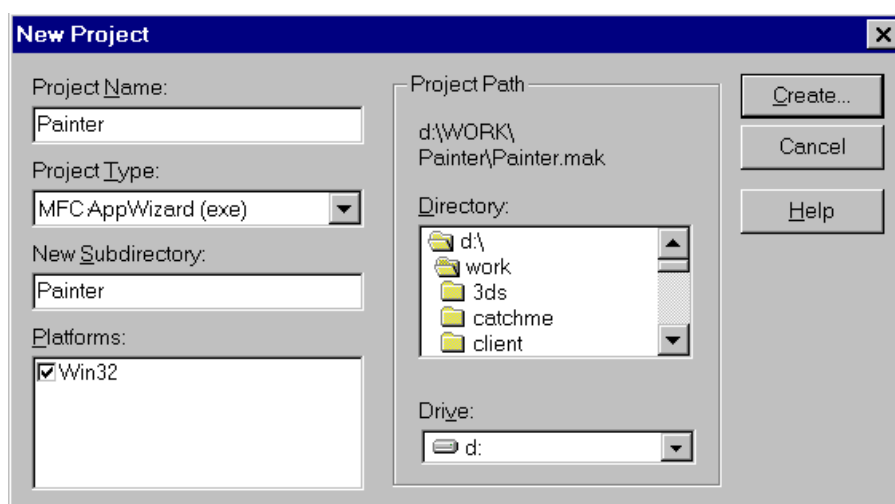 New Project
Project Name:
Painter
Project Type:
MFC AppWizard (exe)
New Subdirectory:
Painter
Platforms:
Win32
Project Path
d:\WORK\
Painter\Painter.mak
Directory:
d:\
work
3ds
catchme
client
Drive:
d:
Create...
Cancel
Help